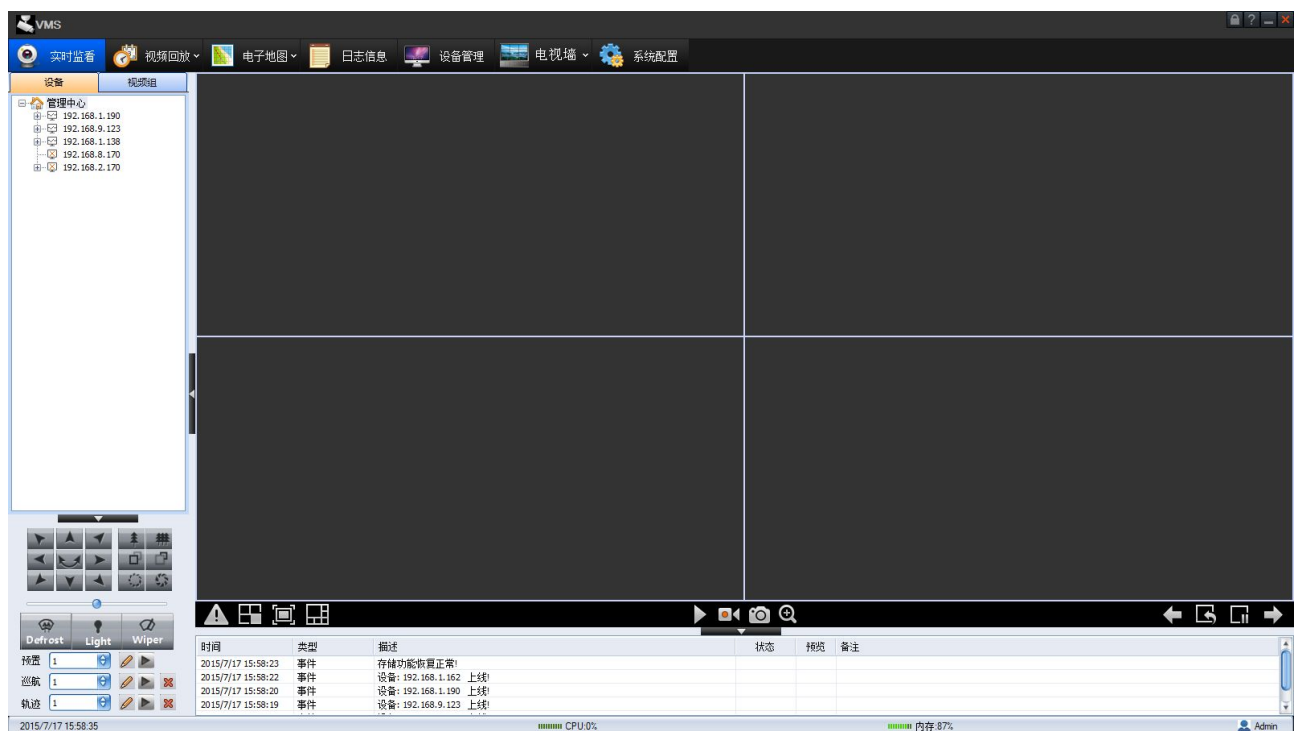 VMS
实时监看 视频回放 电子地图 日志信息 设备管理 电视墙 系统配置
设备 视频组
管理中心
192.168.1.190
192.168.9.123
192.168.1.138
192.168.8.170
192.168.2.170
Defrost Light Wiper
预置 1
巡航 1
轨迹 1
时间 类型 描述 状态 预览 备注
2015/7/17 15:58:23 事件 存储功能恢复正常!
2015/7/17 15:58:22 事件 设备: 192.168.1.162 上线!
2015/7/17 15:58:20 事件 设备: 192.168.1.190 上线!
2015/7/17 15:58:19 事件 设备: 192.168.9.123 上线!
2015/7/17 15:58:35 CPU:0% 内存:87% Admin